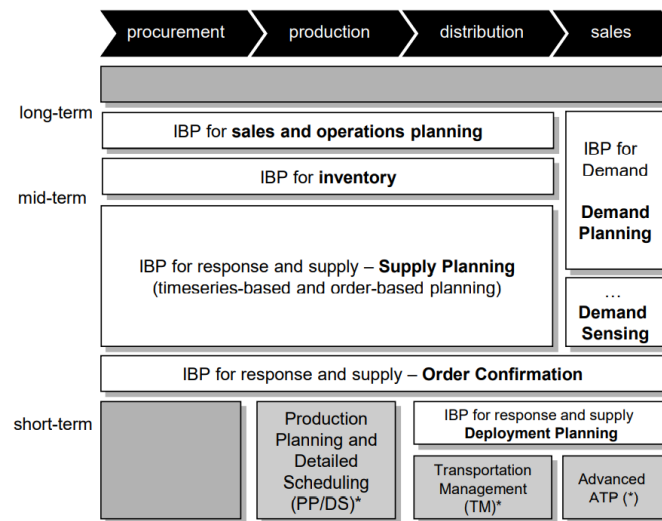 procurement
production
distribution
sales
long-term
IBP for sales and operations planning
IBP for
Demand
Demand
Planning
IBP for inventory
mid-term
IBP for response and supply – Supply Planning
(timeseries-based and order-based planning)
...
Demand
Sensing
IBP for response and supply – Order Confirmation
short-term
Production
Planning and
Detailed
Scheduling
(PP/DS)*
IBP for response and supply
Deployment Planning
Transportation
Management
(TM)*
Advanced
ATP (*)